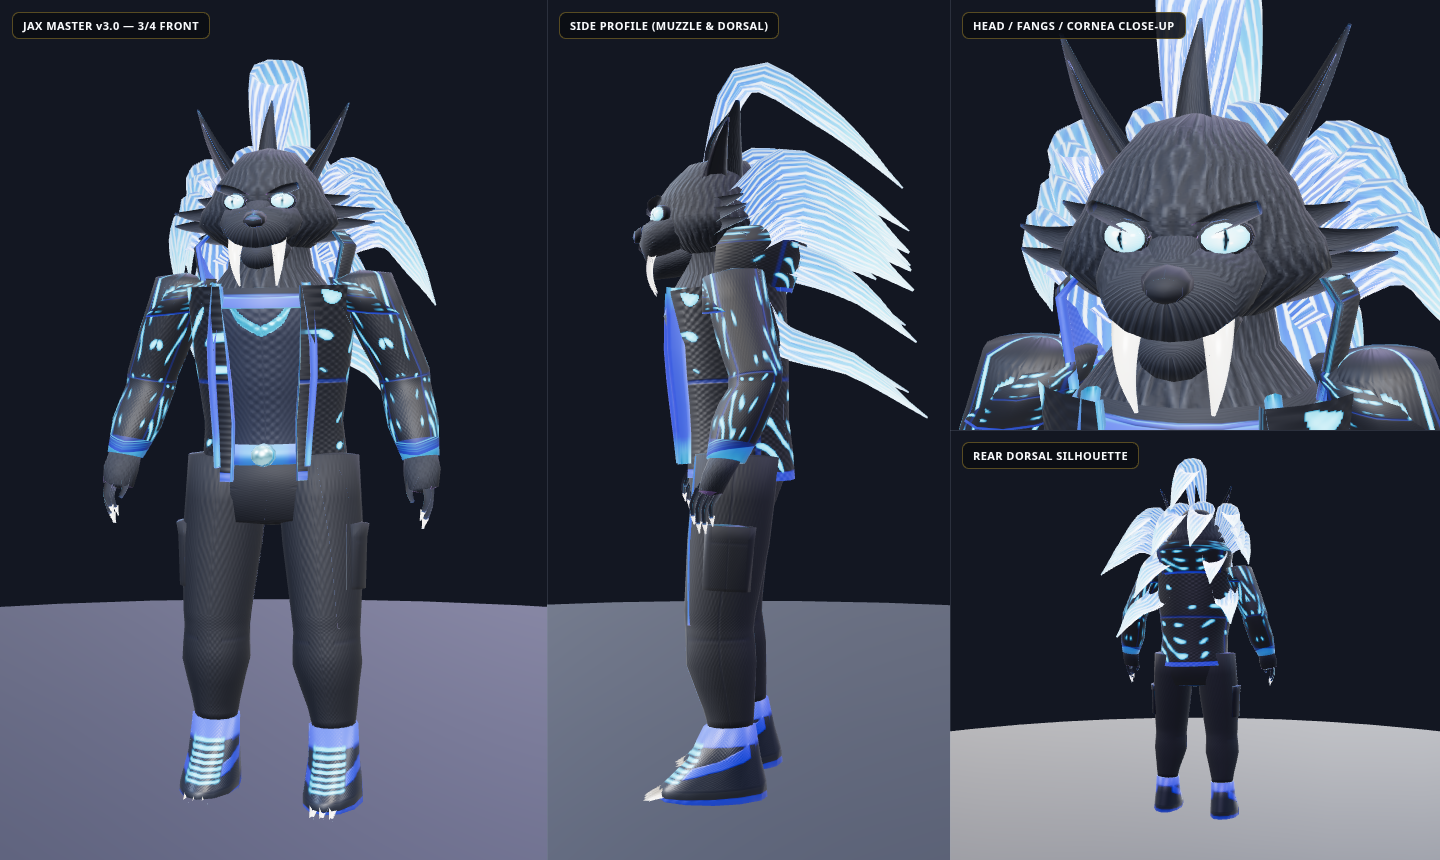 JAX MASTER v3.0 — 3/4 FRONT
SIDE PROFILE (MUZZLE & DORSAL)
HEAD / FANGS / CORNEA CLOSE-UP
REAR DORSAL SILHOUETTE